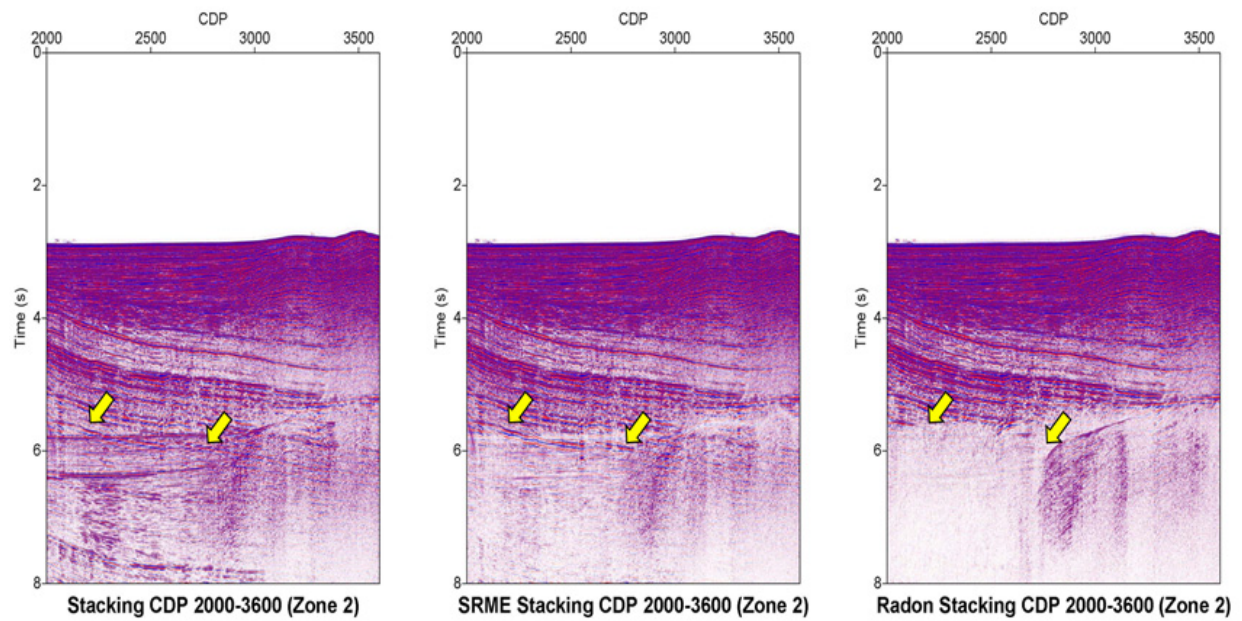 CDP
2000 2500 3000 3500
0
2
4
6
8
Time (s)
Stacking CDP 2000-3600 (Zone 2)
CDP
2000 2500 3000 3500
0
2
4
6
8
Time (s)
SRME Stacking CDP 2000-3600 (Zone 2)
CDP
2000 2500 3000 3500
0
2
4
6
8
Time (s)
Radon Stacking CDP 2000-3600 (Zone 2)